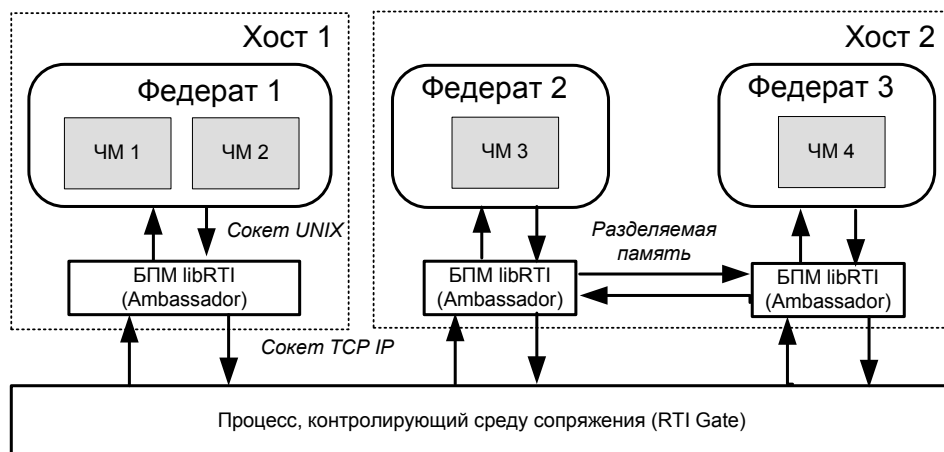 Хост 1
Хост 2
Федерат 1
Федерат 2
Федерат 3
ЧМ 1
ЧМ 2
ЧМ 3
ЧМ 4
Сокет UNIX
Разделяемая
память
БПМ libRTI
(Ambassador)
БПМ libRTI
(Ambassador)
БПМ libRTI
(Ambassador)
Сокет TCP IP
Процесс, контролирующий среду сопряжения (RTI Gate)